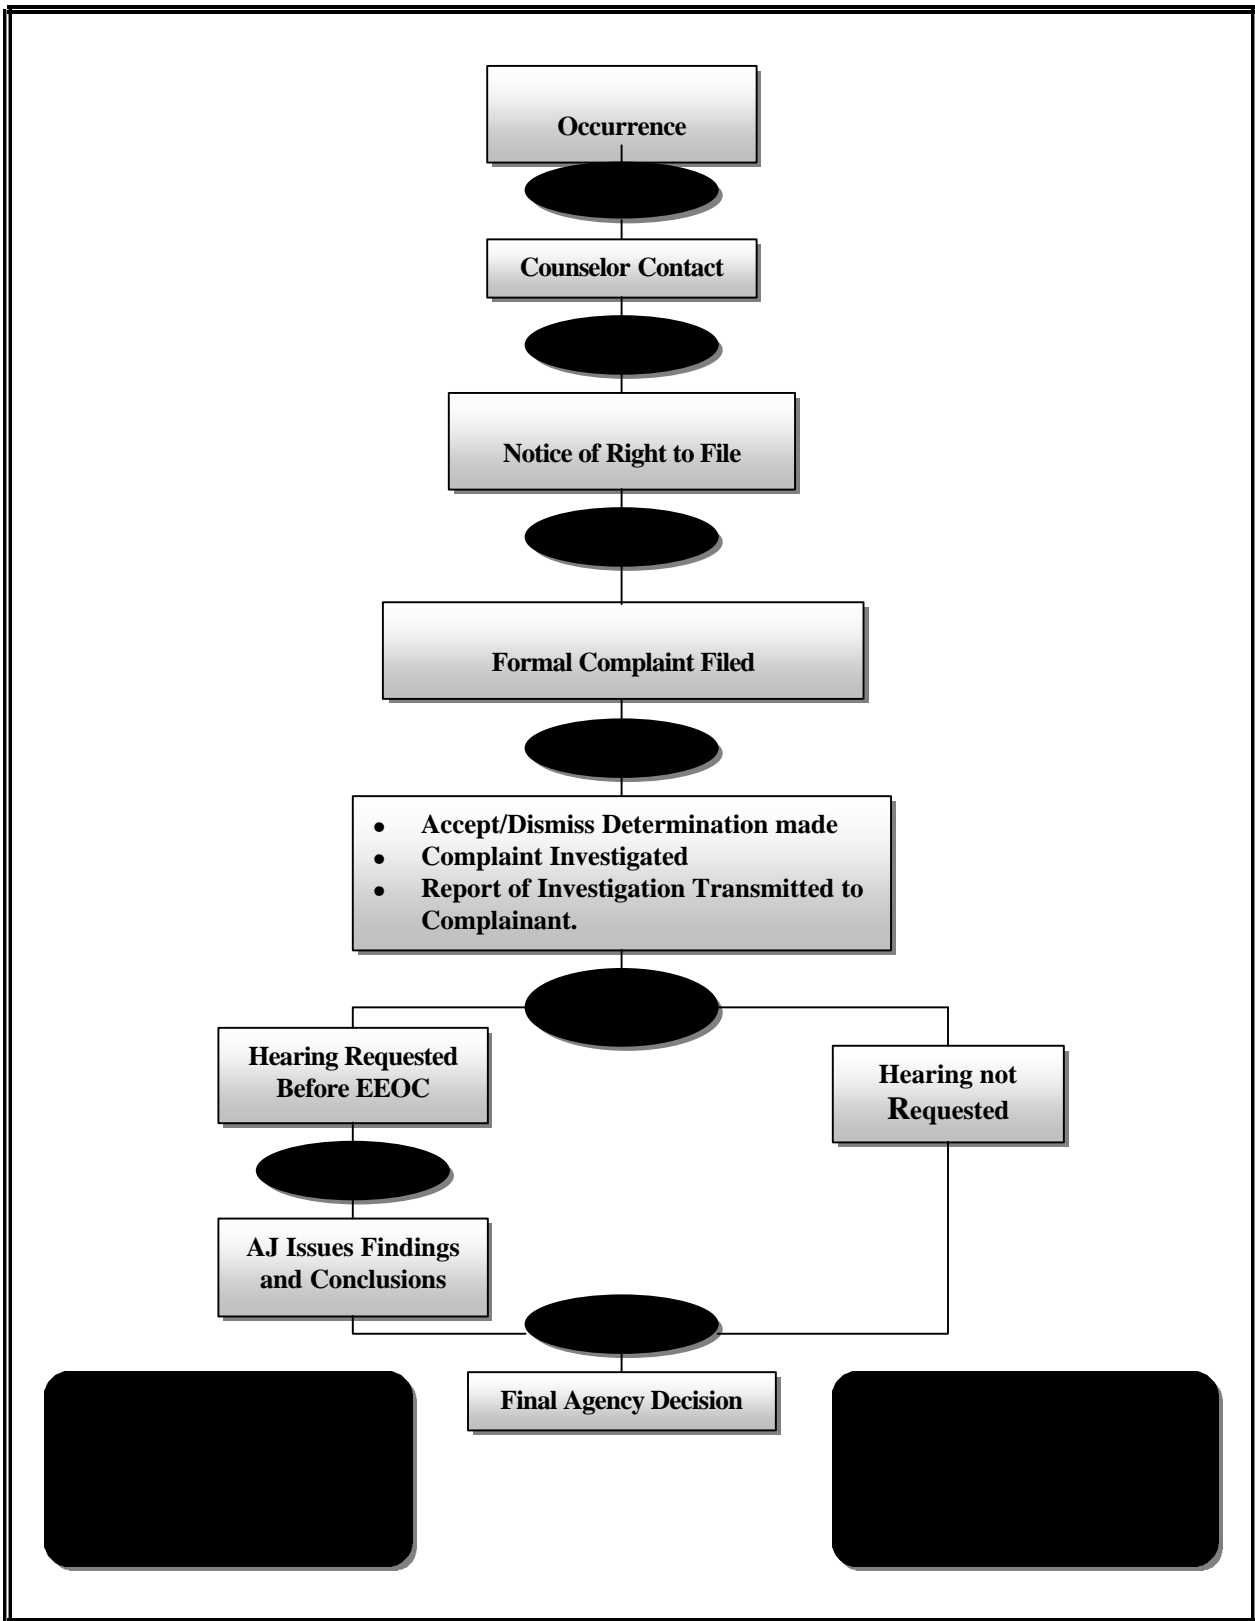 Occurrence
Counselor Contact
Notice of Right to File
Formal Complaint Filed
• Accept/Dismiss Determination made
• Complaint Investigated
• Report of Investigation Transmitted to
Complainant.
Hearing Requested
Before EEOC
Hearing not
Requested
AJ Issues Findings
and Conclusions
Final Agency Decision